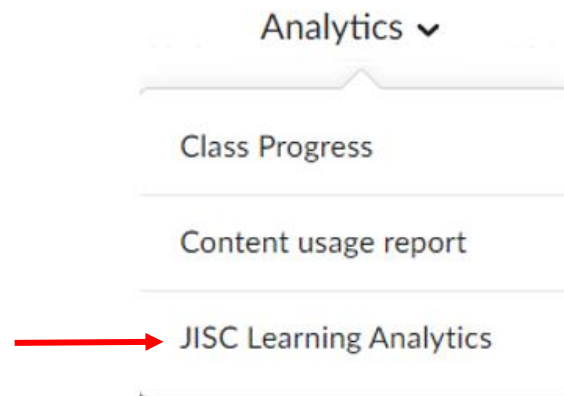 Analytics
Class Progress
Content usage report
JISC Learning Analytics